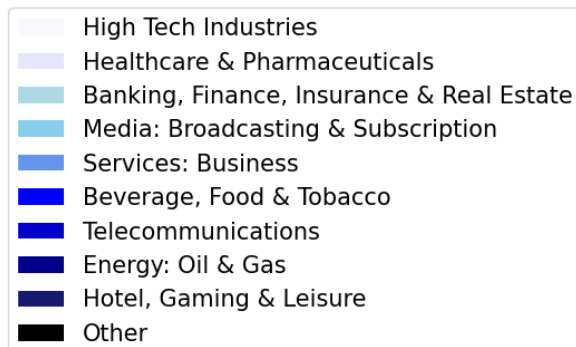 High Tech Industries
Healthcare & Pharmaceuticals
Banking, Finance, Insurance & Real Estate
Media: Broadcasting & Subscription
Services: Business
Beverage, Food & Tobacco
Telecommunications
Energy: Oil & Gas
Hotel, Gaming & Leisure
Other